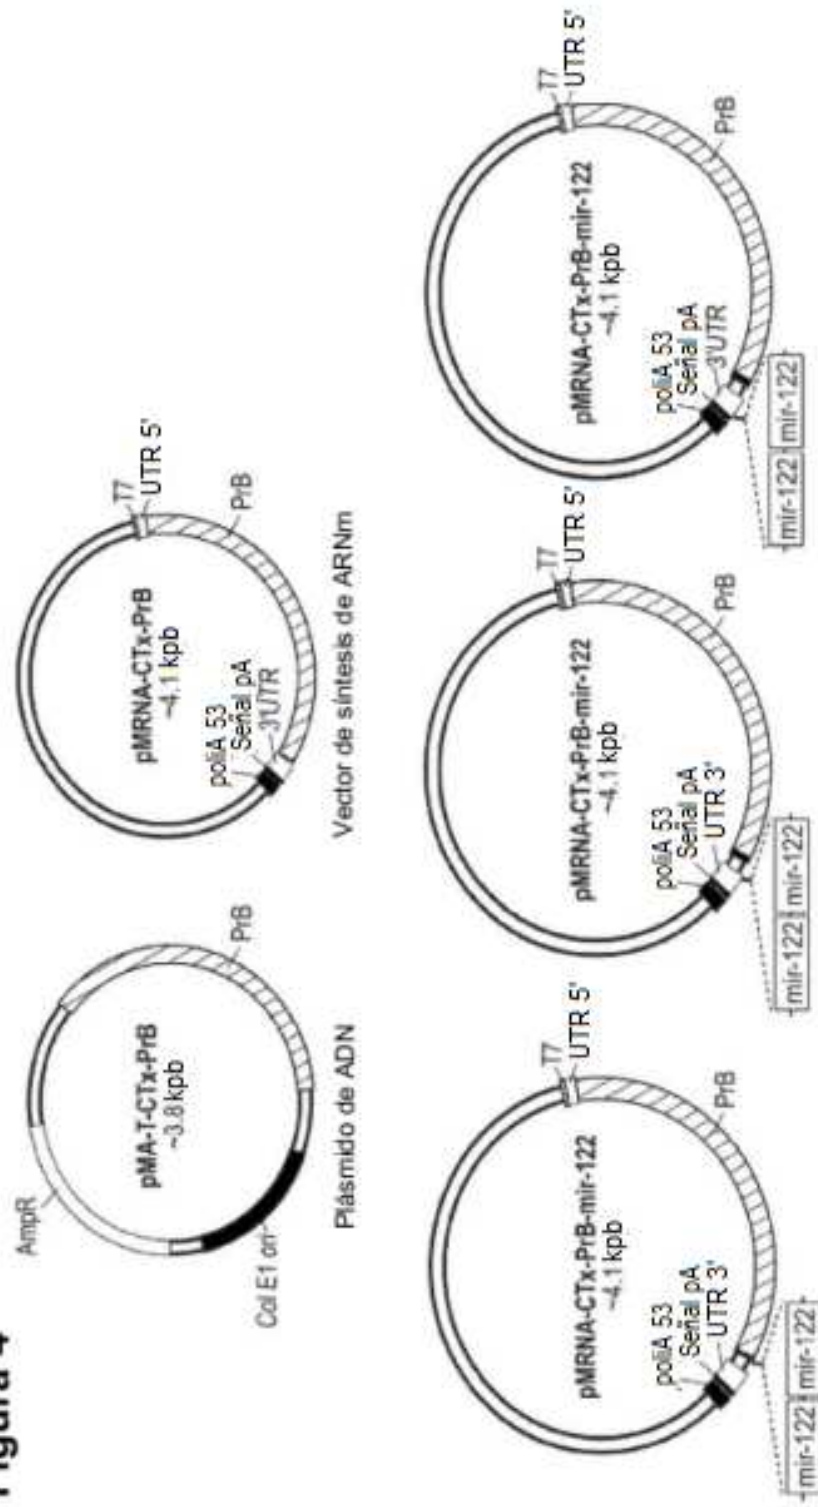 Figura 4
AmpR
pMA-T-CTx-PrB
~3.8 kpb
PrB
Col E1 ori
Plásmido de ADN
T7
UTR 5'
pMRNA-CTx-PrB
~4.1 kpb
poliA 53
Señal pA
3'UTR
PrB
Vector de síntesis de ARNm
T7
UTR 5'
pMRNA-CTx-PrB-mir-122
~4.1 kpb
poliA 53
Señal pA
UTR 3'
PrB
mir-122 mir-122
T7
UTR 5'
pMRNA-CTx-PrB-mir-122
~4.1 kpb
poliA 53
Señal pA
UTR 3'
PrB
mir-122 mir-122
T7
UTR 5'
pMRNA-CTx-PrB-mir-122
~4.1 kpb
poliA 53
Señal pA
3'UTR
PrB
mir-122 mir-122